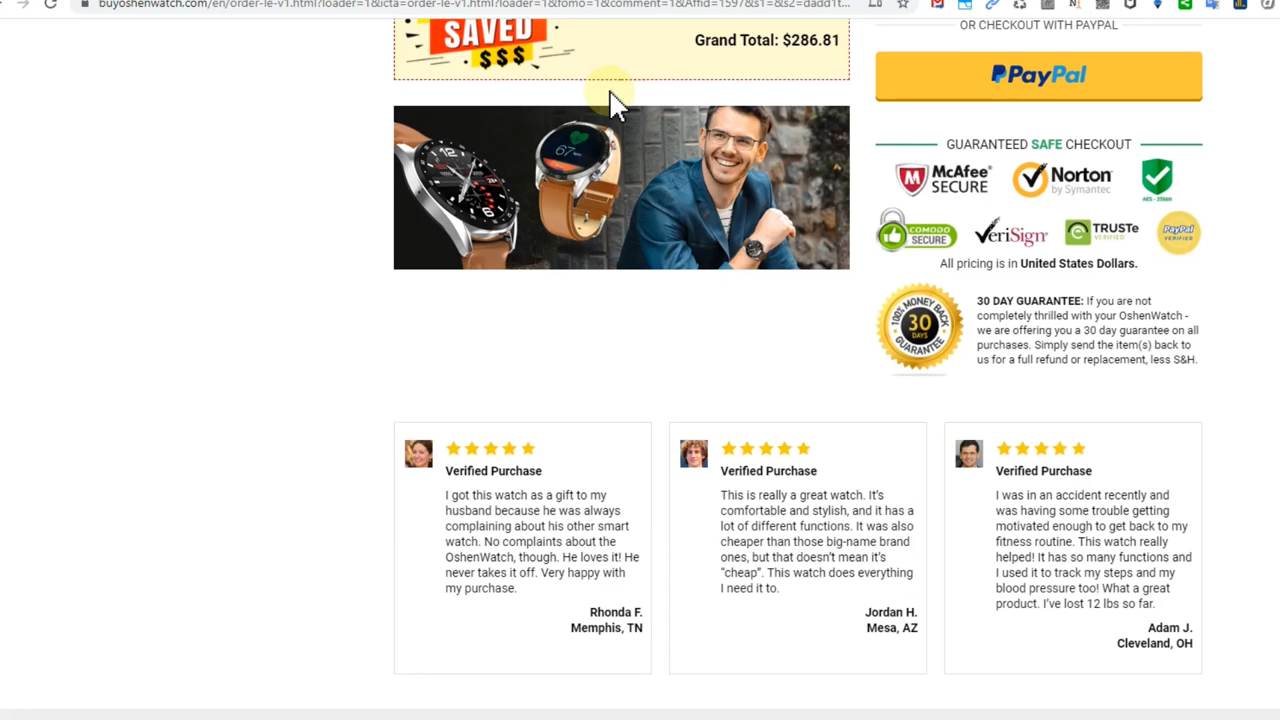 buyoshenwatch.com/en/order-le-v1.html?loader=1&icta=order-le-v1.html?loader=1&fomo=1&comment=1&Affid=1597&s1=&s2=dadd1t...
SAVED
$$$
Grand Total: $286.81
OR CHECKOUT WITH PAYPAL
PayPal
GUARANTEED SAFE CHECKOUT
McAfee
SECURE
Norton
by Symantec
COMODO
SECURE
VeriSign
TRUSTe
VERIFIED
PayPal
VERIFIED
All pricing is in United States Dollars.
100% MONEY BACK
30
DAYS
GUARANTEE
30 DAY GUARANTEE: If you are not
completely thrilled with your OshenWatch -
we are offering you a 30 day guarantee on all
purchases. Simply send the item(s) back to
us for a full refund or replacement, less S&H.
Verified Purchase
I got this watch as a gift to my
husband because he was always
complaining about his other smart
watch. No complaints about the
OshenWatch, though. He loves it! He
never takes it off. Very happy with
my purchase.
Rhonda F.
Memphis, TN
Verified Purchase
This is really a great watch. It's
comfortable and stylish, and it has a
lot of different functions. It was also
cheaper than those big-name brand
ones, but that doesn't mean it's
“cheap”. This watch does everything
I need it to.
Jordan H.
Mesa, AZ
Verified Purchase
I was in an accident recently and
was having some trouble getting
motivated enough to get back to my
fitness routine. This watch really
helped! It has so many functions and
I used it to track my steps and my
blood pressure too! What a great
product. I've lost 12 lbs so far.
Adam J.
Cleveland, OH